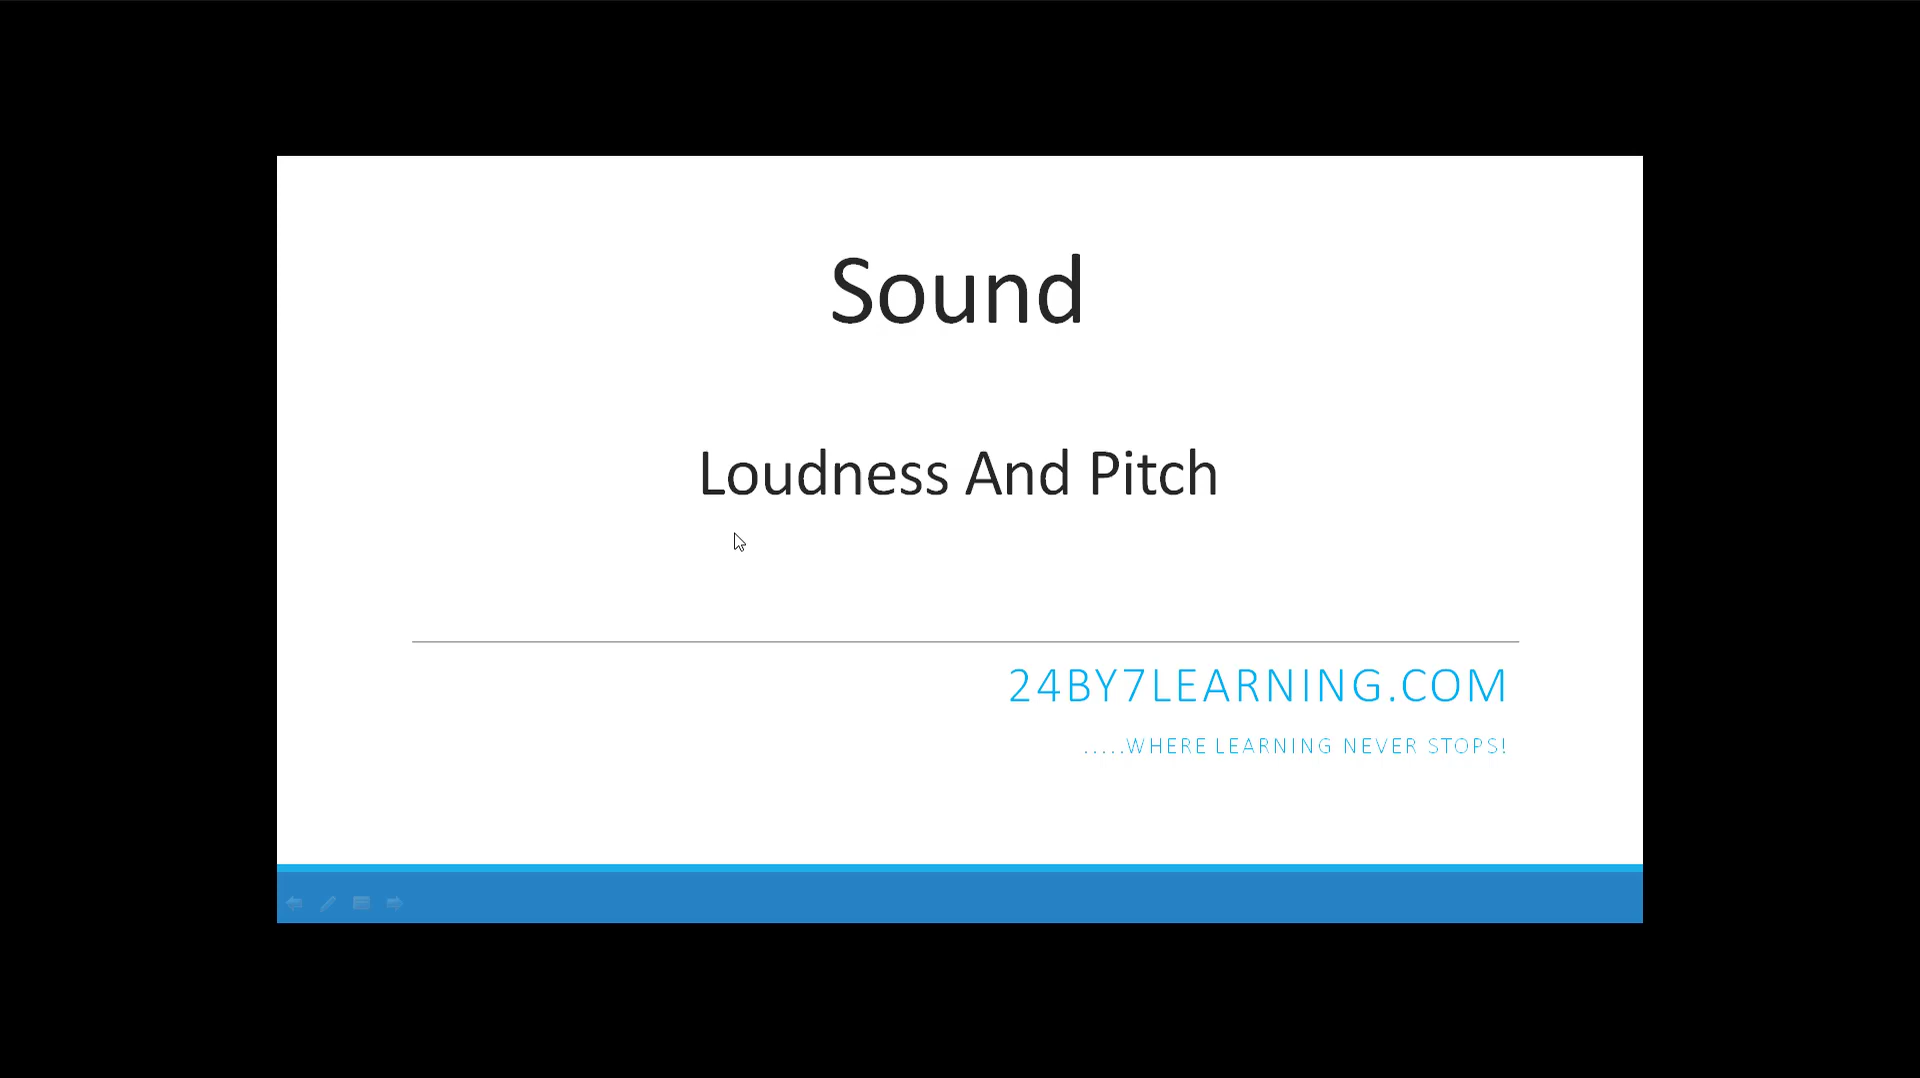 Sound
Loudness And Pitch
24BY7LEARNING.COM
.....WHERE LEARNING NEVER STOPS!